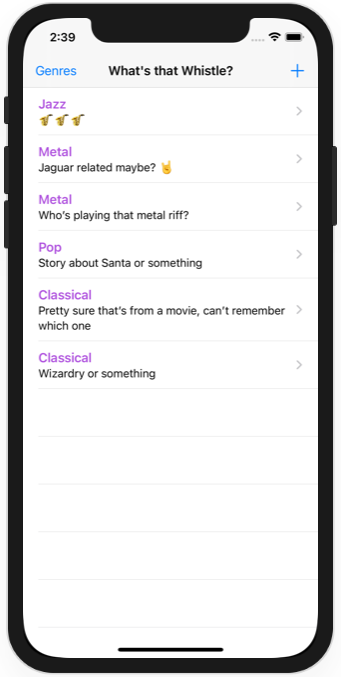 2:39
Genres What's that Whistle? +
Jazz
🎷🎷🎷
Metal
Jaguar related maybe? 🤘
Metal
Who's playing that metal riff?
Pop
Story about Santa or something
Classical
Pretty sure that's from a movie, can't remember
which one
Classical
Wizardry or something